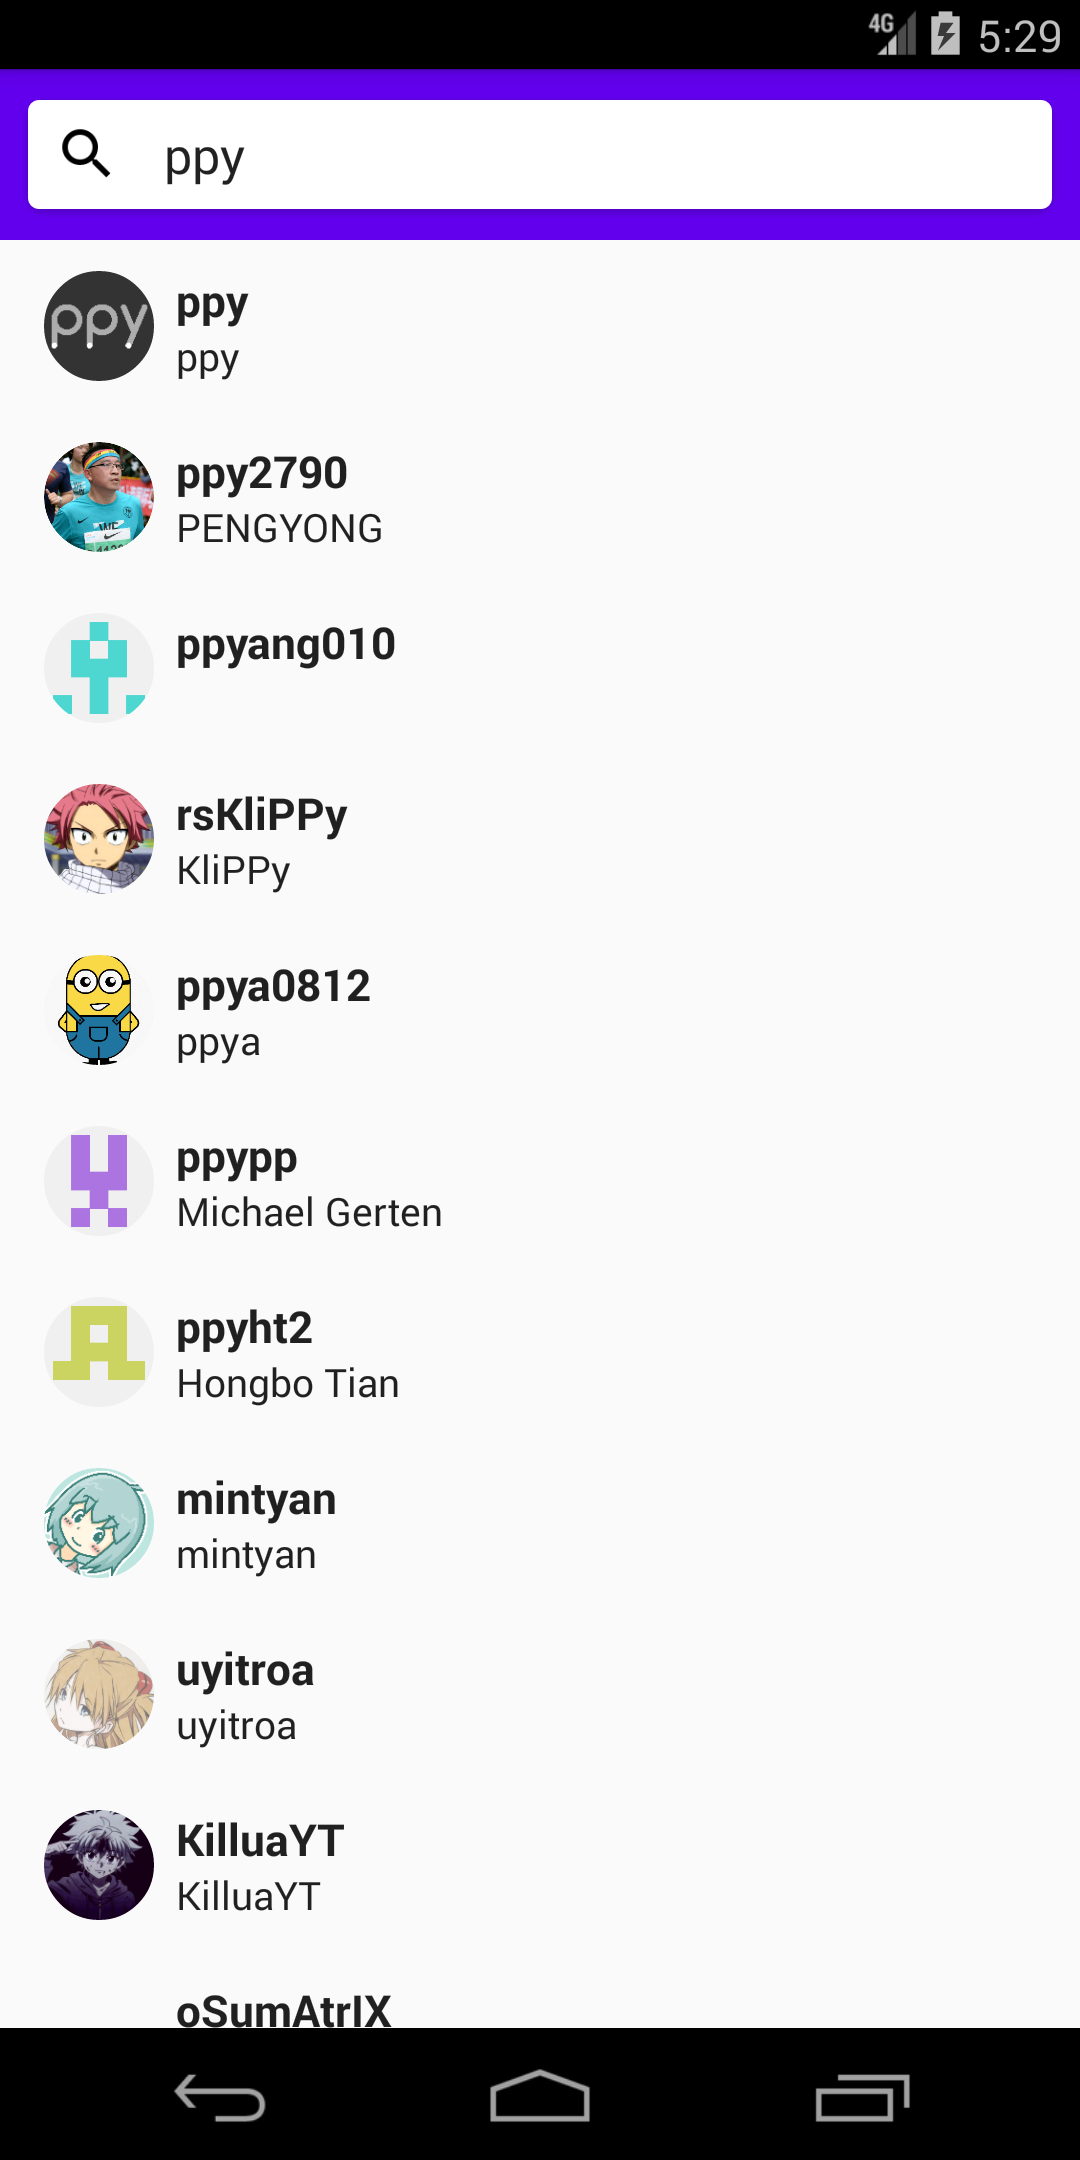 4G 5:29
ppy
ppy
ppy
ppy
ppy2790
PENGYONG
ppyang010
rsKliPPy
KliPPy
ppya0812
ppya
ppypp
Michael Gerten
ppyht2
Hongbo Tian
mintyan
mintyan
uyitroa
uyitroa
KilluaYT
KilluaYT
oSumAtrIX